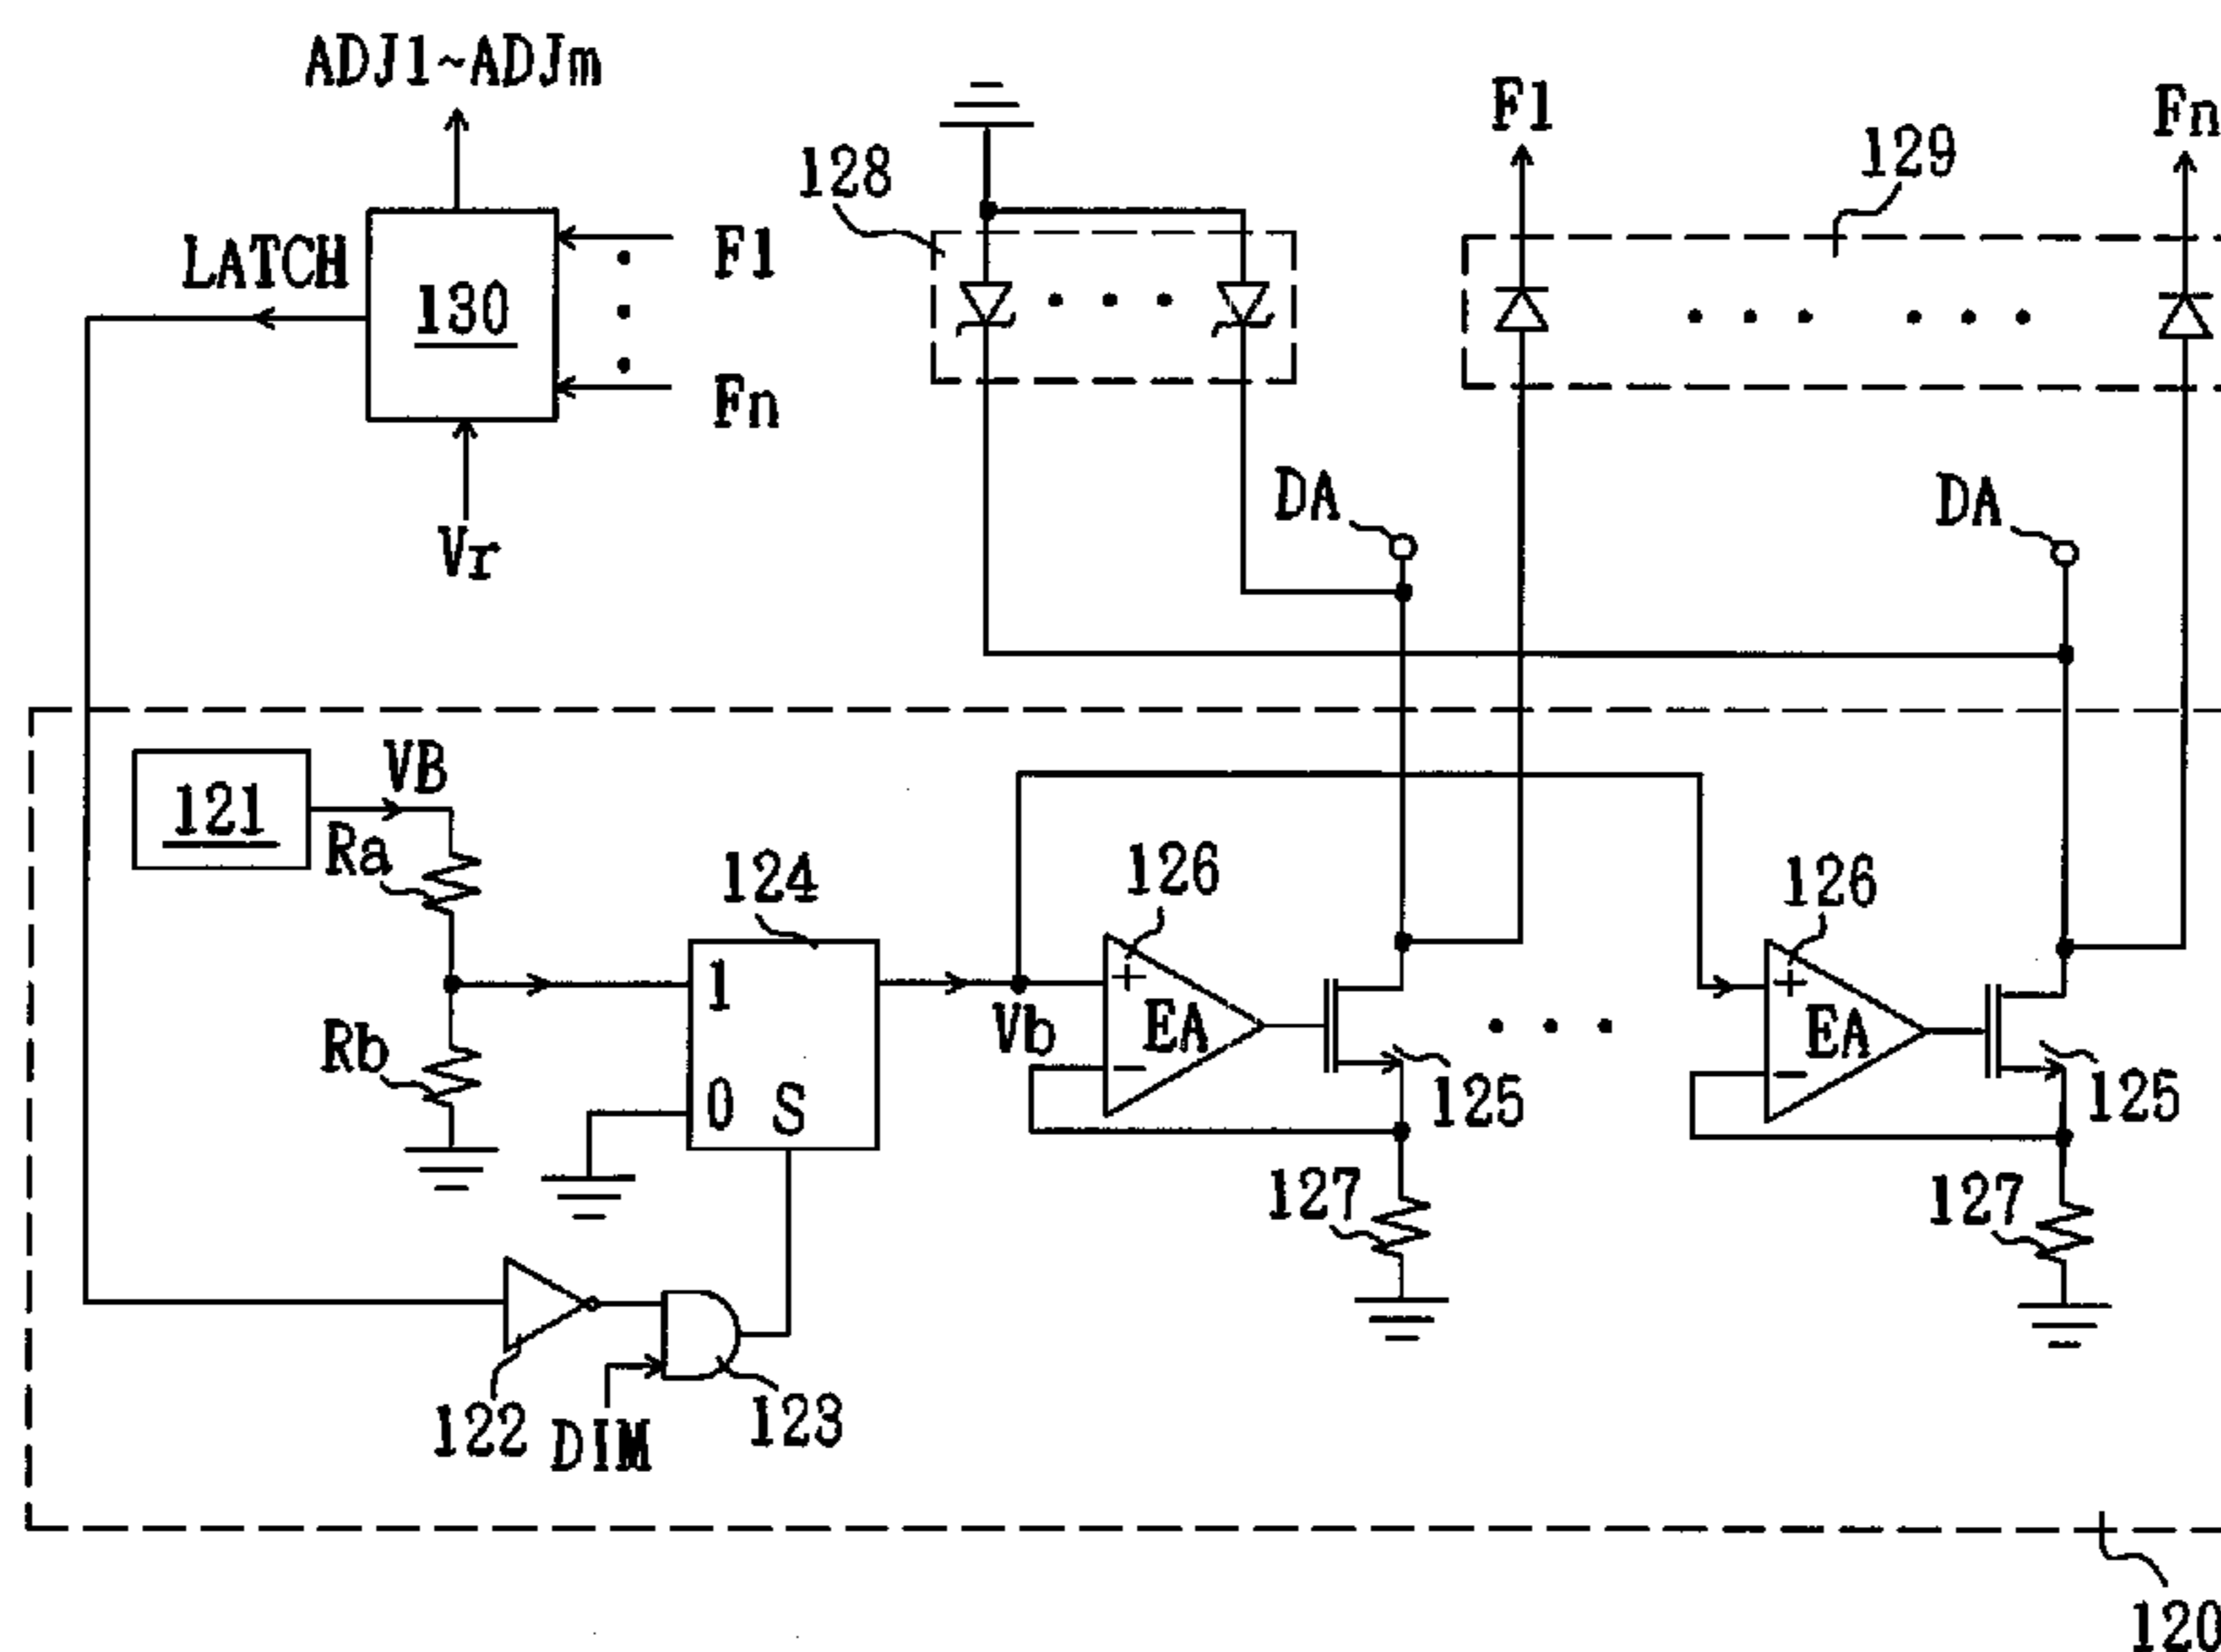 ADJ1~ADJm
F1
Fn
128
129
LATCH
130
F1
Fn
Vr
DA
DA
121
VB
Ra
124
126
126
1
Vb
+
EA
+
EA
Rb
0 S
−
−
125
125
127
127
122
DIM
123
120